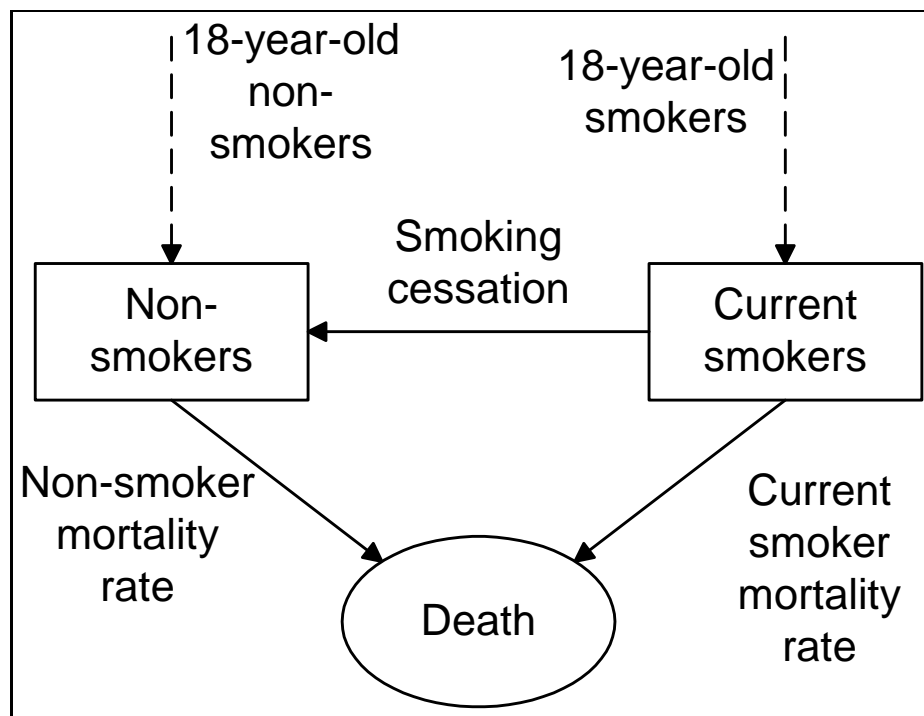 18-year-old
non-
smokers
18-year-old
smokers
Smoking
cessation
Non-
smokers
Current
smokers
Non-smoker
mortality
rate
Current
smoker
mortality
rate
Death